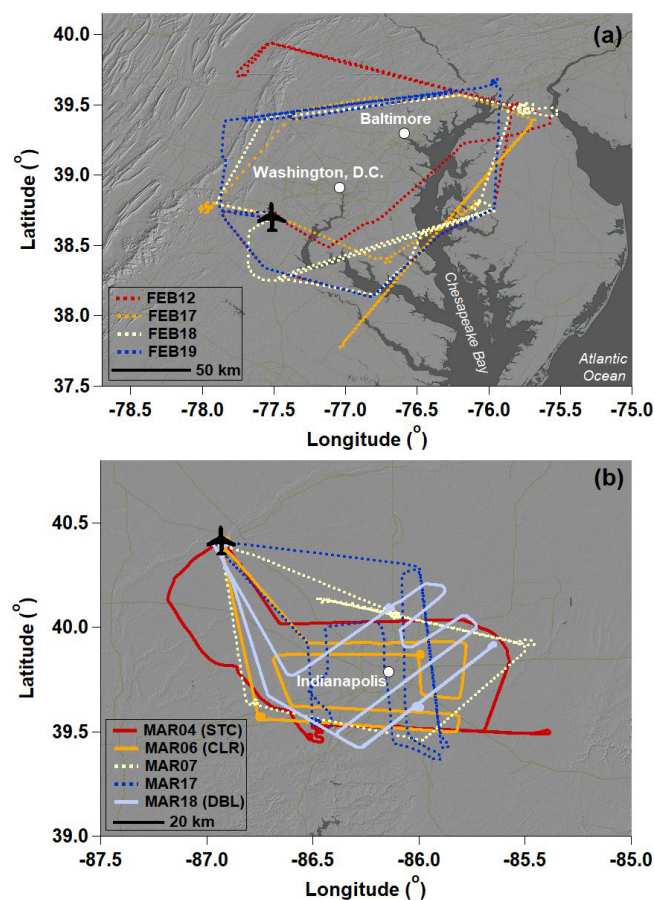 (a)
40.0
39.5
39.0
38.5
38.0
37.5
Latitude (°)
Baltimore
Washington, D.C.
Chesapeake Bay
Atlantic
Ocean
FEB12
FEB17
FEB18
FEB19
50 km
-78.5 -78.0 -77.5 -77.0 -76.5 -76.0 -75.5 -75.0
Longitude (°)
(b)
40.5
40.0
39.5
39.0
Latitude (°)
Indianapolis
MAR04 (STC)
MAR06 (CLR)
MAR07
MAR17
MAR18 (DBL)
20 km
-87.5 -87.0 -86.5 -86.0 -85.5 -85.0
Longitude (°)